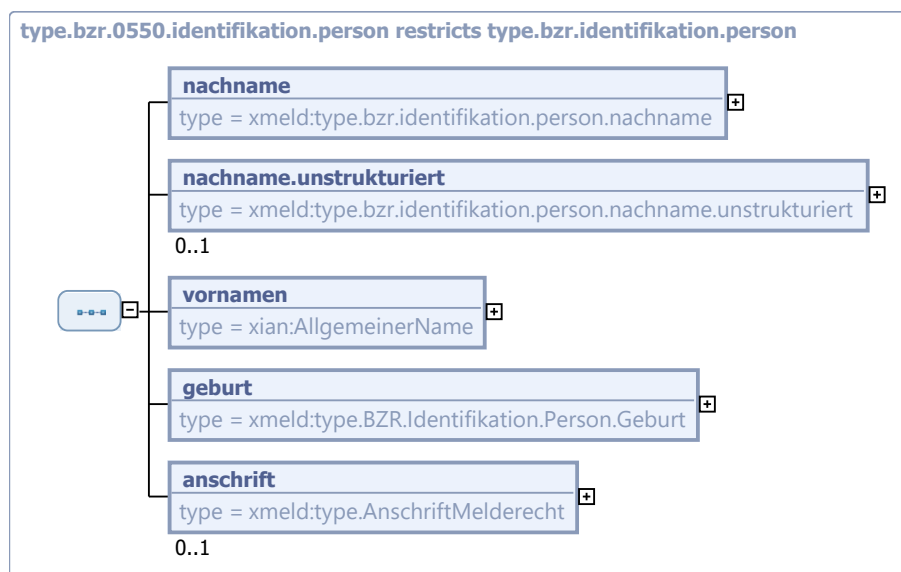 type.bzr.0550.identifikation.person restricts type.bzr.identifikation.person
nachname
type = xmeld:type.bzr.identifikation.person.nachname
nachname.unstrukturiert
type = xmeld:type.bzr.identifikation.person.nachname.unstrukturiert
0..1
vornamen
type = xian:AllgemeinerName
geburt
type = xmeld:type.BZR.Identifikation.Person.Geburt
anschrift
type = xmeld:type.AnschriftMelderecht
0..1